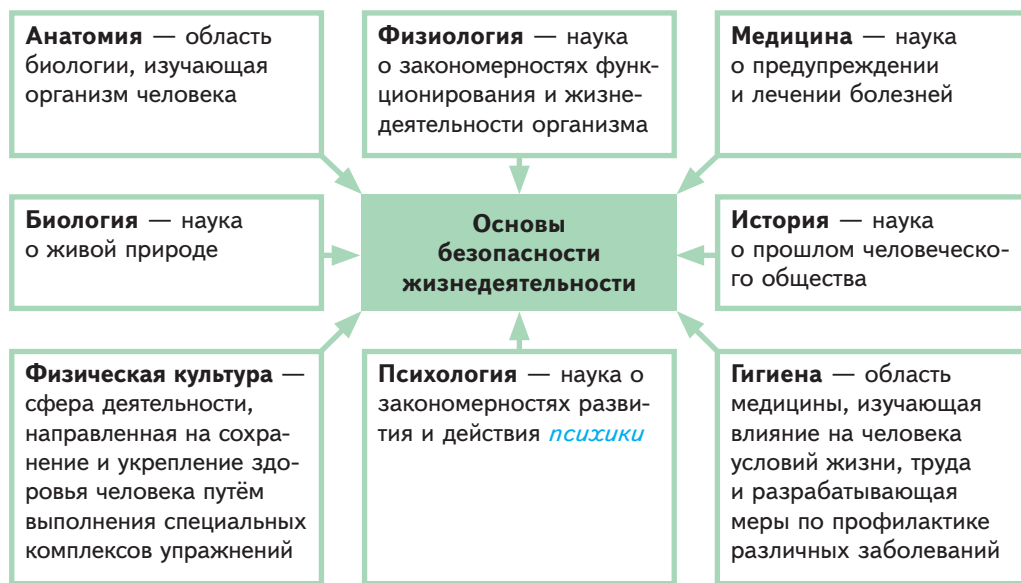 Анатомия — область
биологии, изучающая
организм человека
Физиология — наука
о закономерностях функ-
ционирования и жизне-
деятельности организма
Медицина — наука
о предупреждении
и лечении болезней
Биология — наука
о живой природе
Основы
безопасности
жизнедеятельности
История — наука
о прошлом человеческо-
го общества
Физическая культура —
сфера деятельности,
направленная на сохра-
нение и укрепление здо-
ровья человека путём
выполнения специальных
комплексов упражнений
Психология — наука о
закономерностях разви-
тия и действия психики
Гигиена — область
медицины, изучающая
влияние на человека
условий жизни, труда
и разрабатывающая
меры по профилактике
различных заболеваний